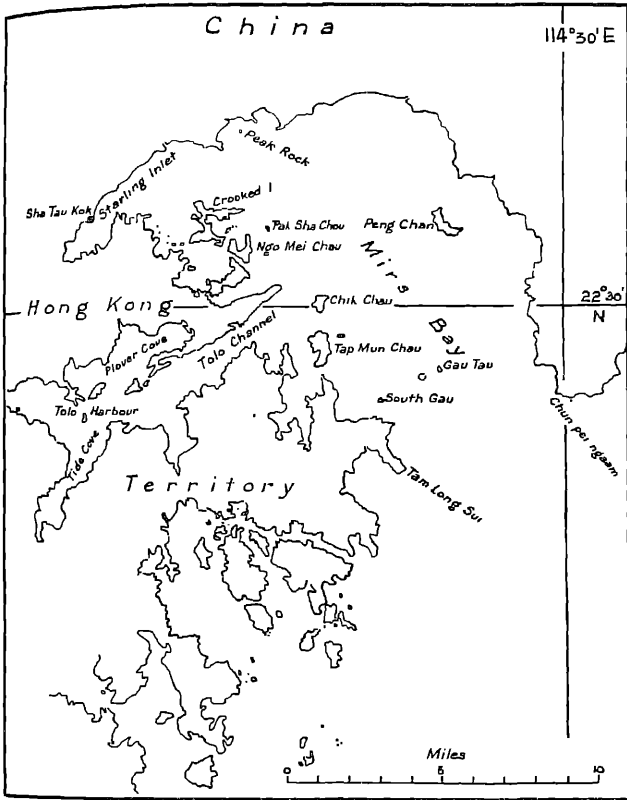 China
114°30'E
Peak Rock
Starling Inlet
Sha Tau Kok
Crooked I
Pak Sha Chau
Peng Chan
Ngo Mei Chau
Mirs Bay
22°30'
N
Hong Kong
Chik Chau
Plover Cove
Tolo Channel
Tap Mun Chau
Gau Tau
South Gau
Tolo Harbour
Tide Cove
Chun pei ngaam
Territory
Tam Long Sui
Miles
0 5 10